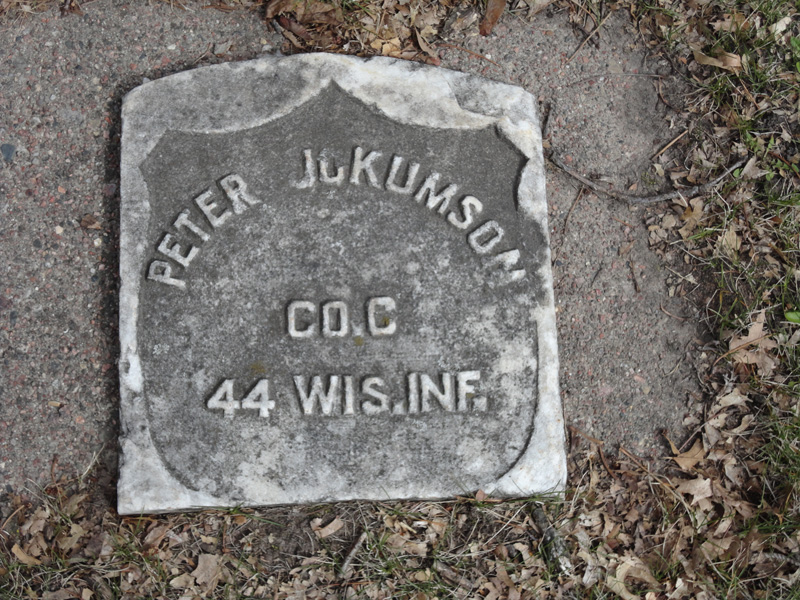 PETER JOKUMSON
CO. C
44 WIS. INF.